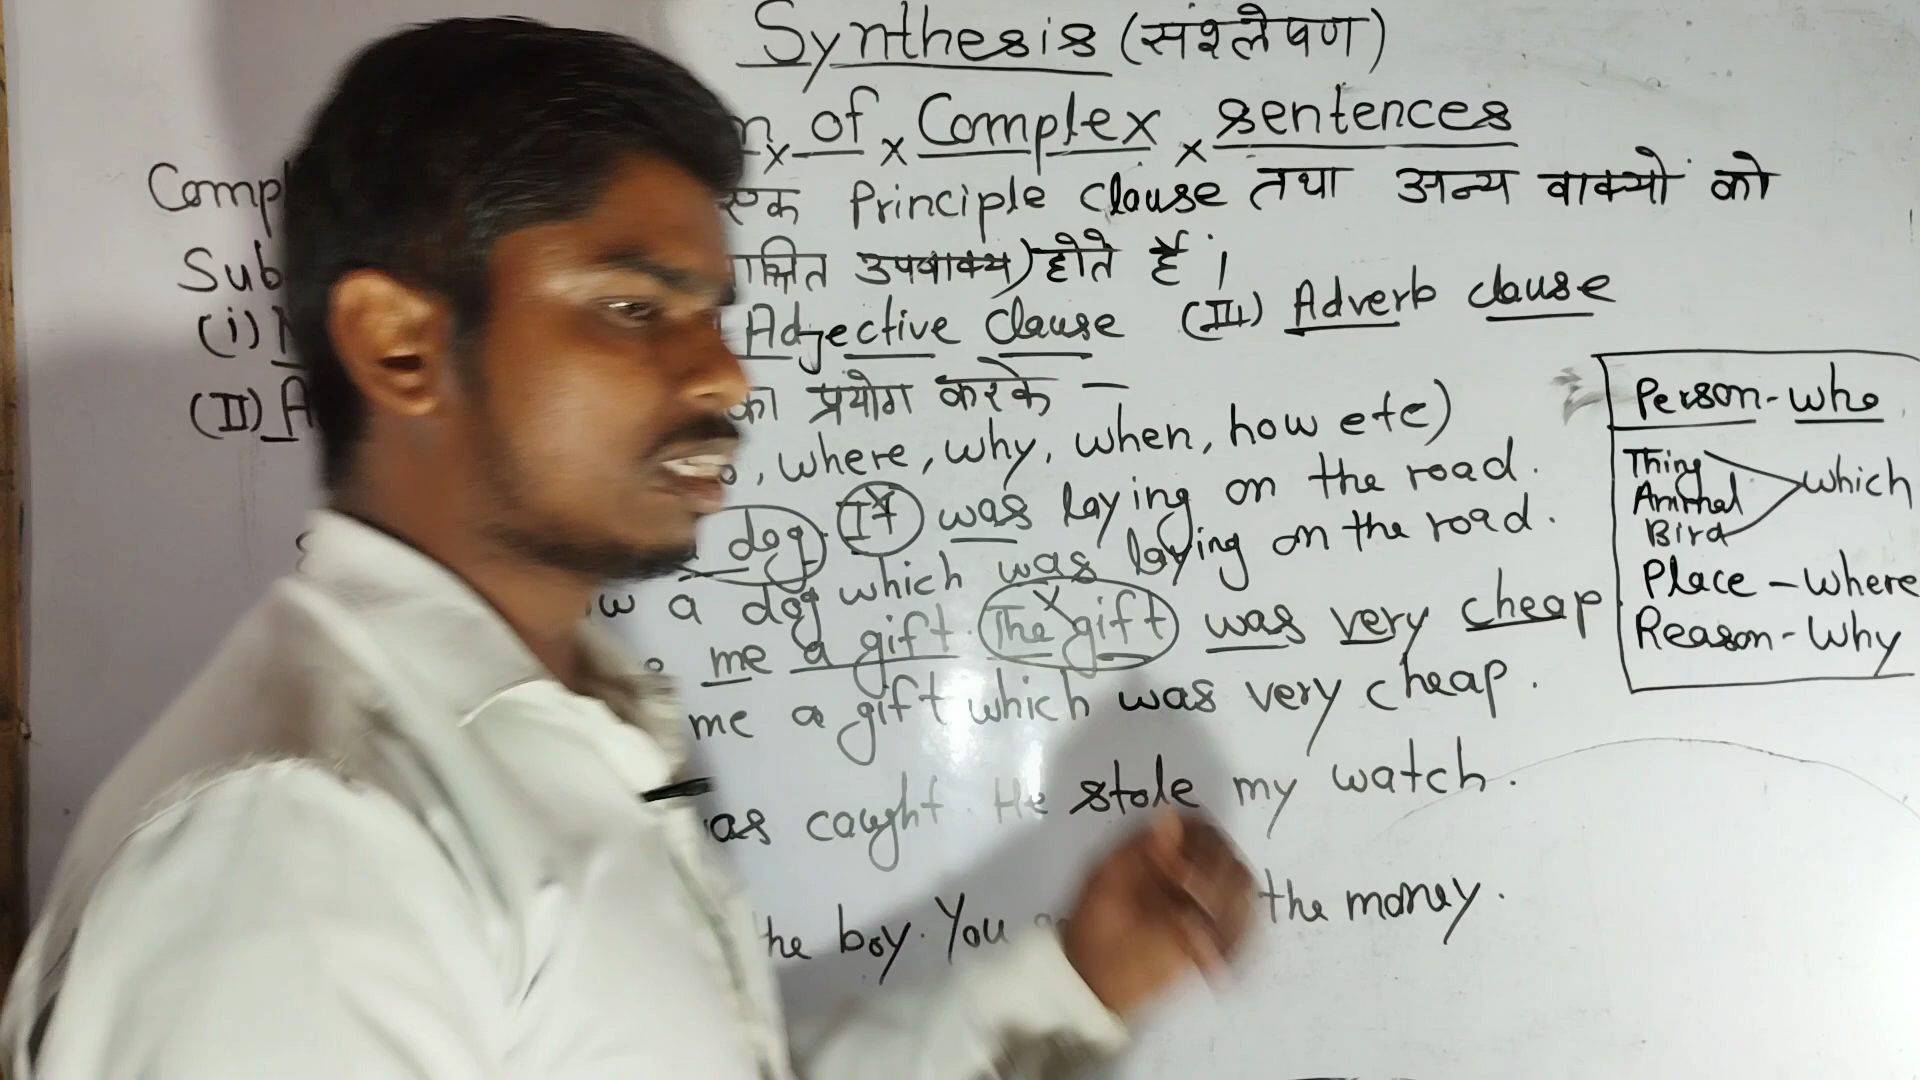 Synthesis (संश्लेषण)
of Complex sentences
एक Principle clause तथा अन्य वाक्यो को
Sub उपवाक्य) होते हैं।
(i) Adjective clause (III) Adverb clause
(II) A का प्रयोग करके –
, where, why, when, how etc)
dog. It was laying on the road.
a dog which was laying on the road.
me a gift. The gift was very cheap
me a gift which was very cheap.
caught. He stole my watch.
the boy. You the money.
Person - who
Thing
Animal which
Bird
Place - where
Reason - Why